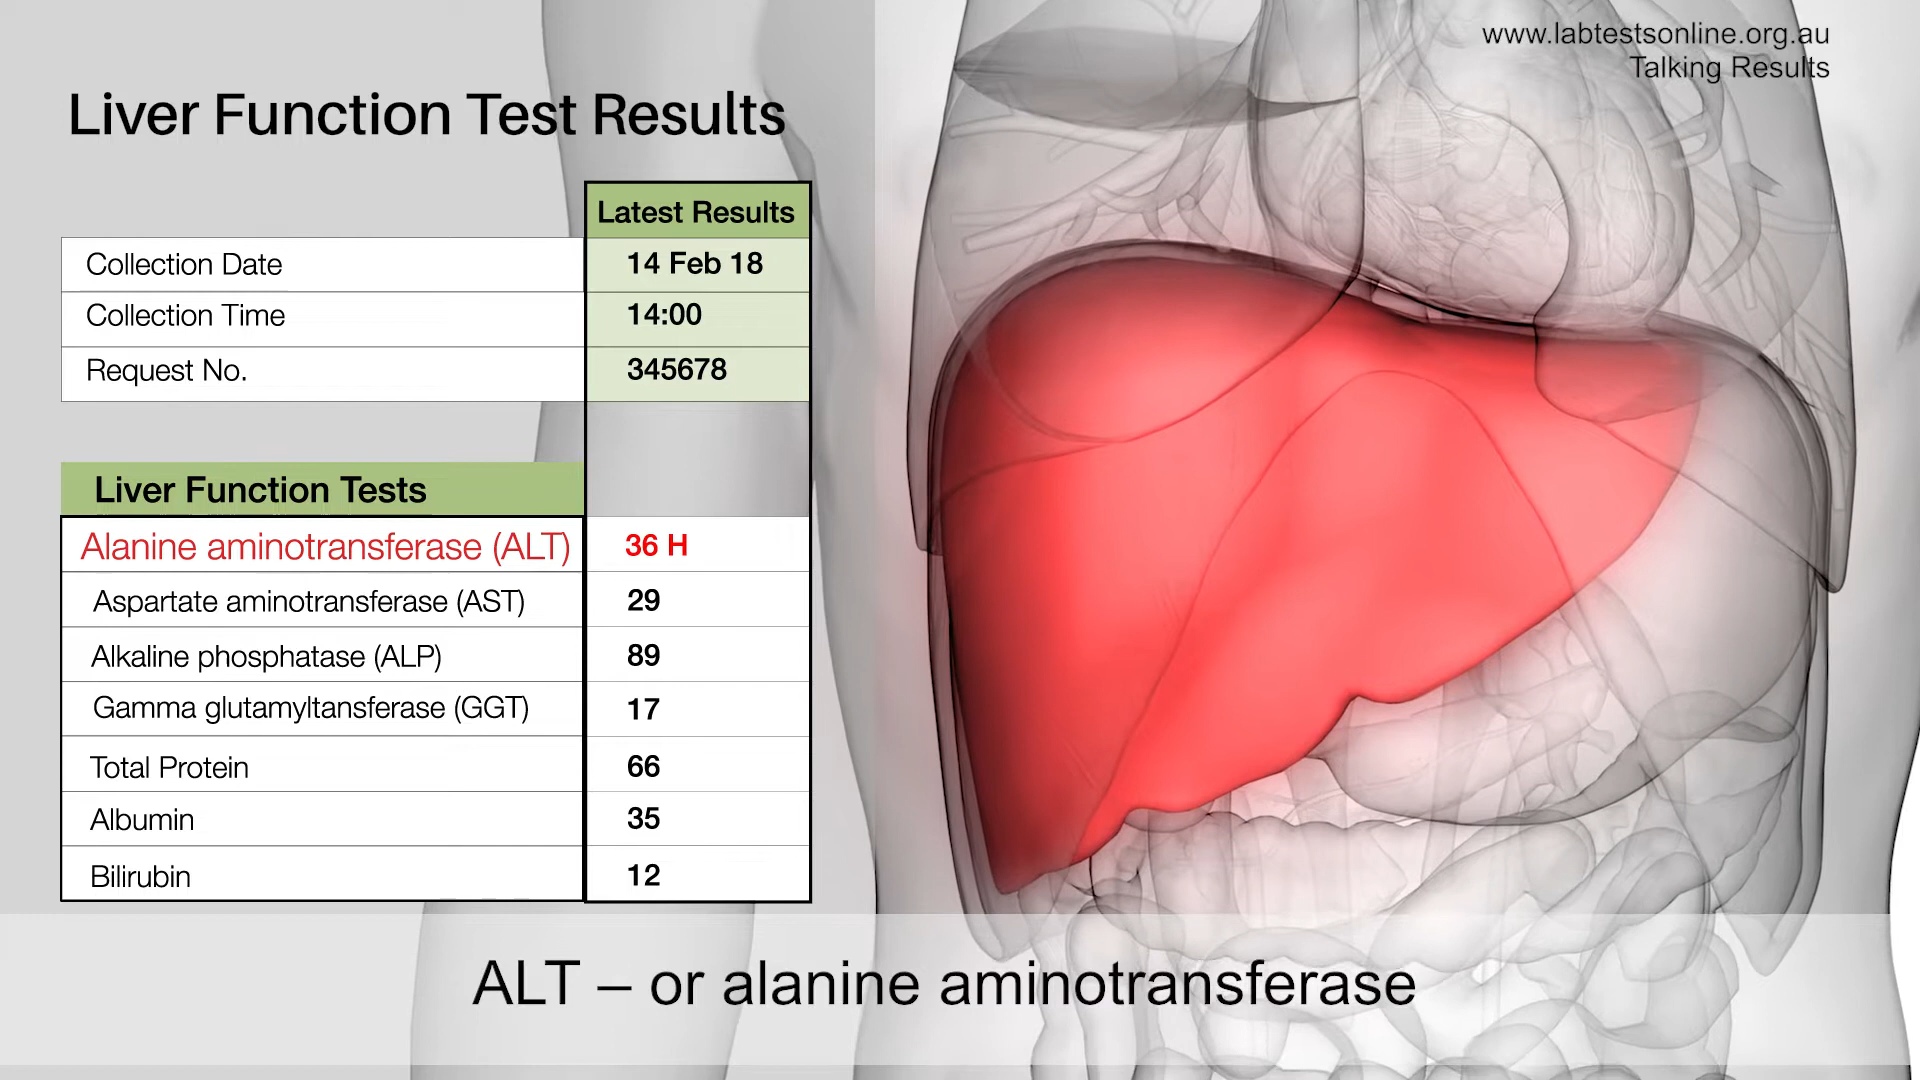 www.labtestsonline.org.au
Talking Results
Liver Function Test Results
Latest Results
Collection Date 14 Feb 18
Collection Time 14:00
Request No. 345678
Liver Function Tests
Alanine aminotransferase (ALT) 36 H
Aspartate aminotransferase (AST) 29
Alkaline phosphatase (ALP) 89
Gamma glutamyltansferase (GGT) 17
Total Protein 66
Albumin 35
Bilirubin 12
ALT – or alanine aminotransferase